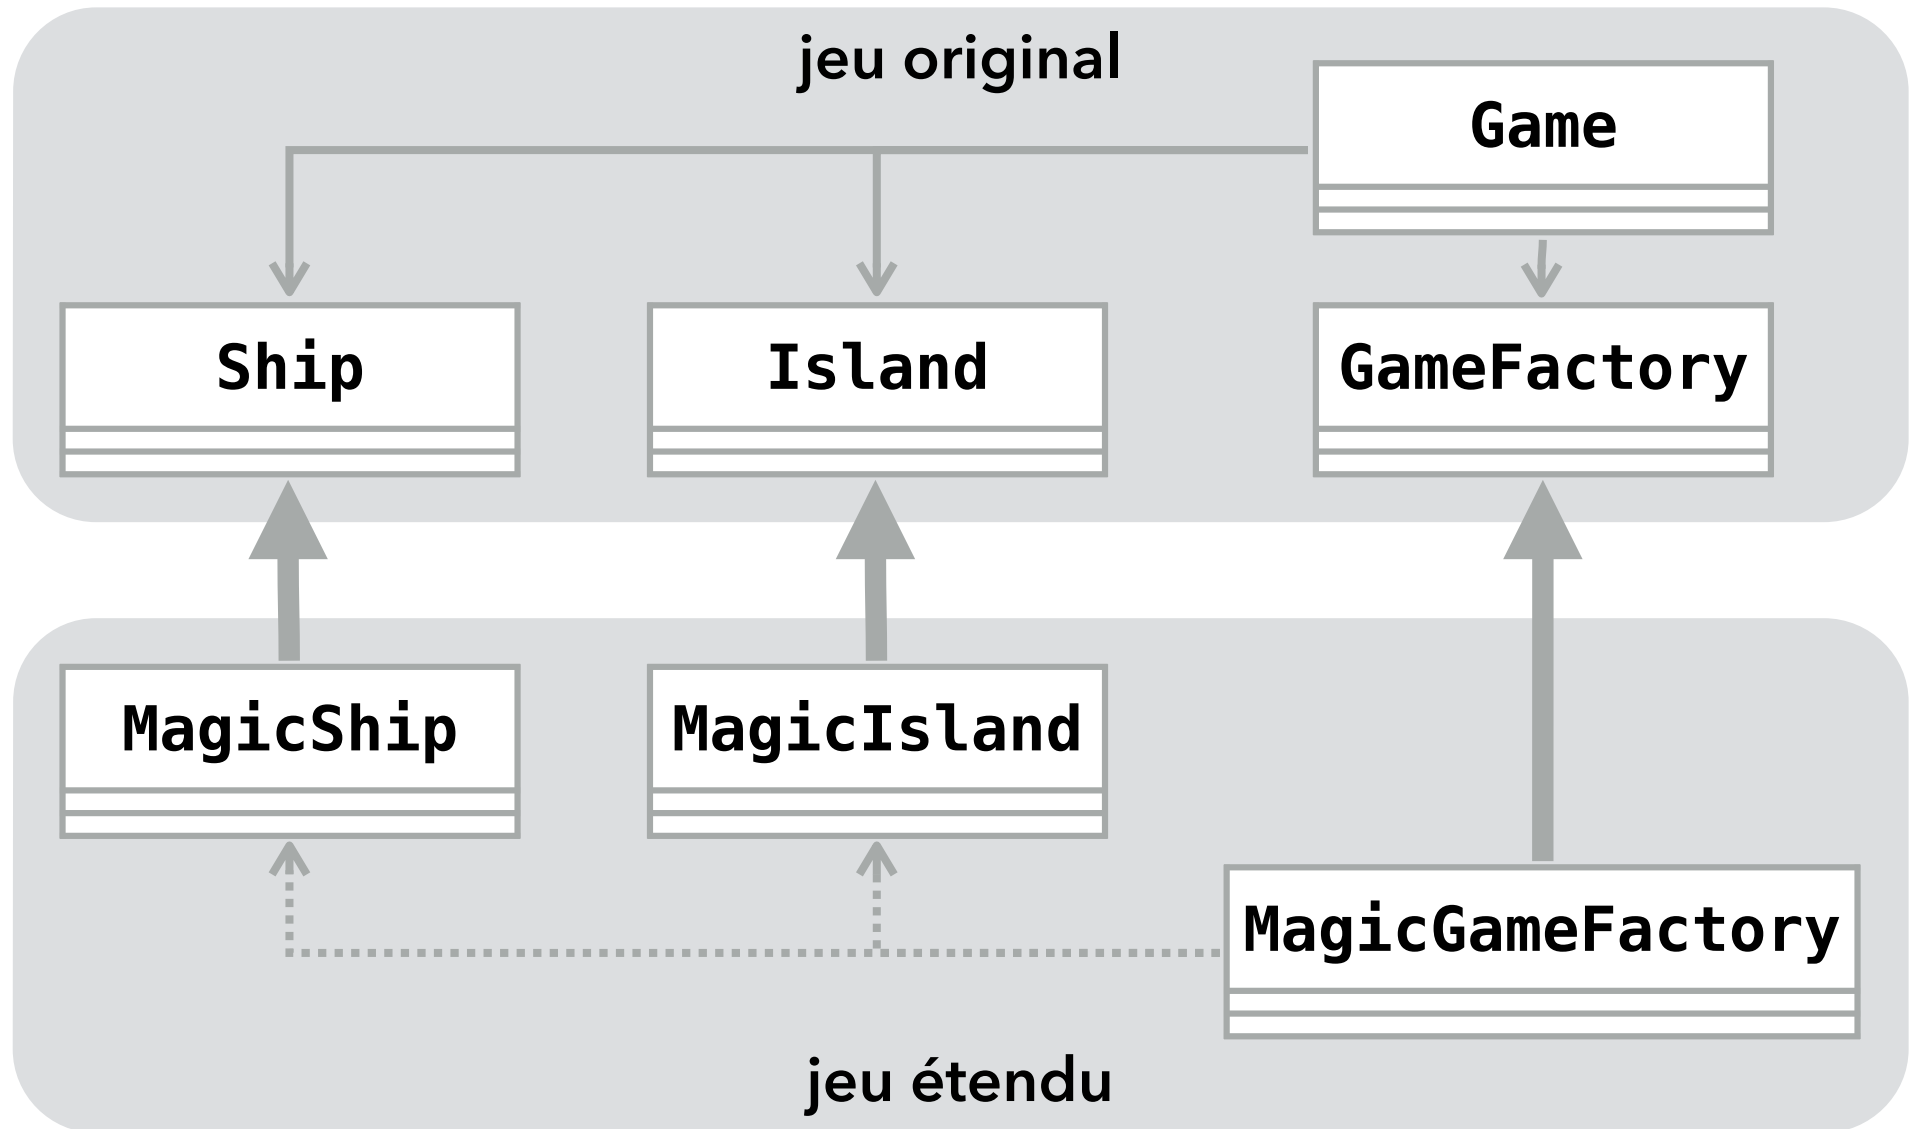 jeu original
Game
Ship
Island
GameFactory
MagicShip
MagicIsland
MagicGameFactory
jeu étendu